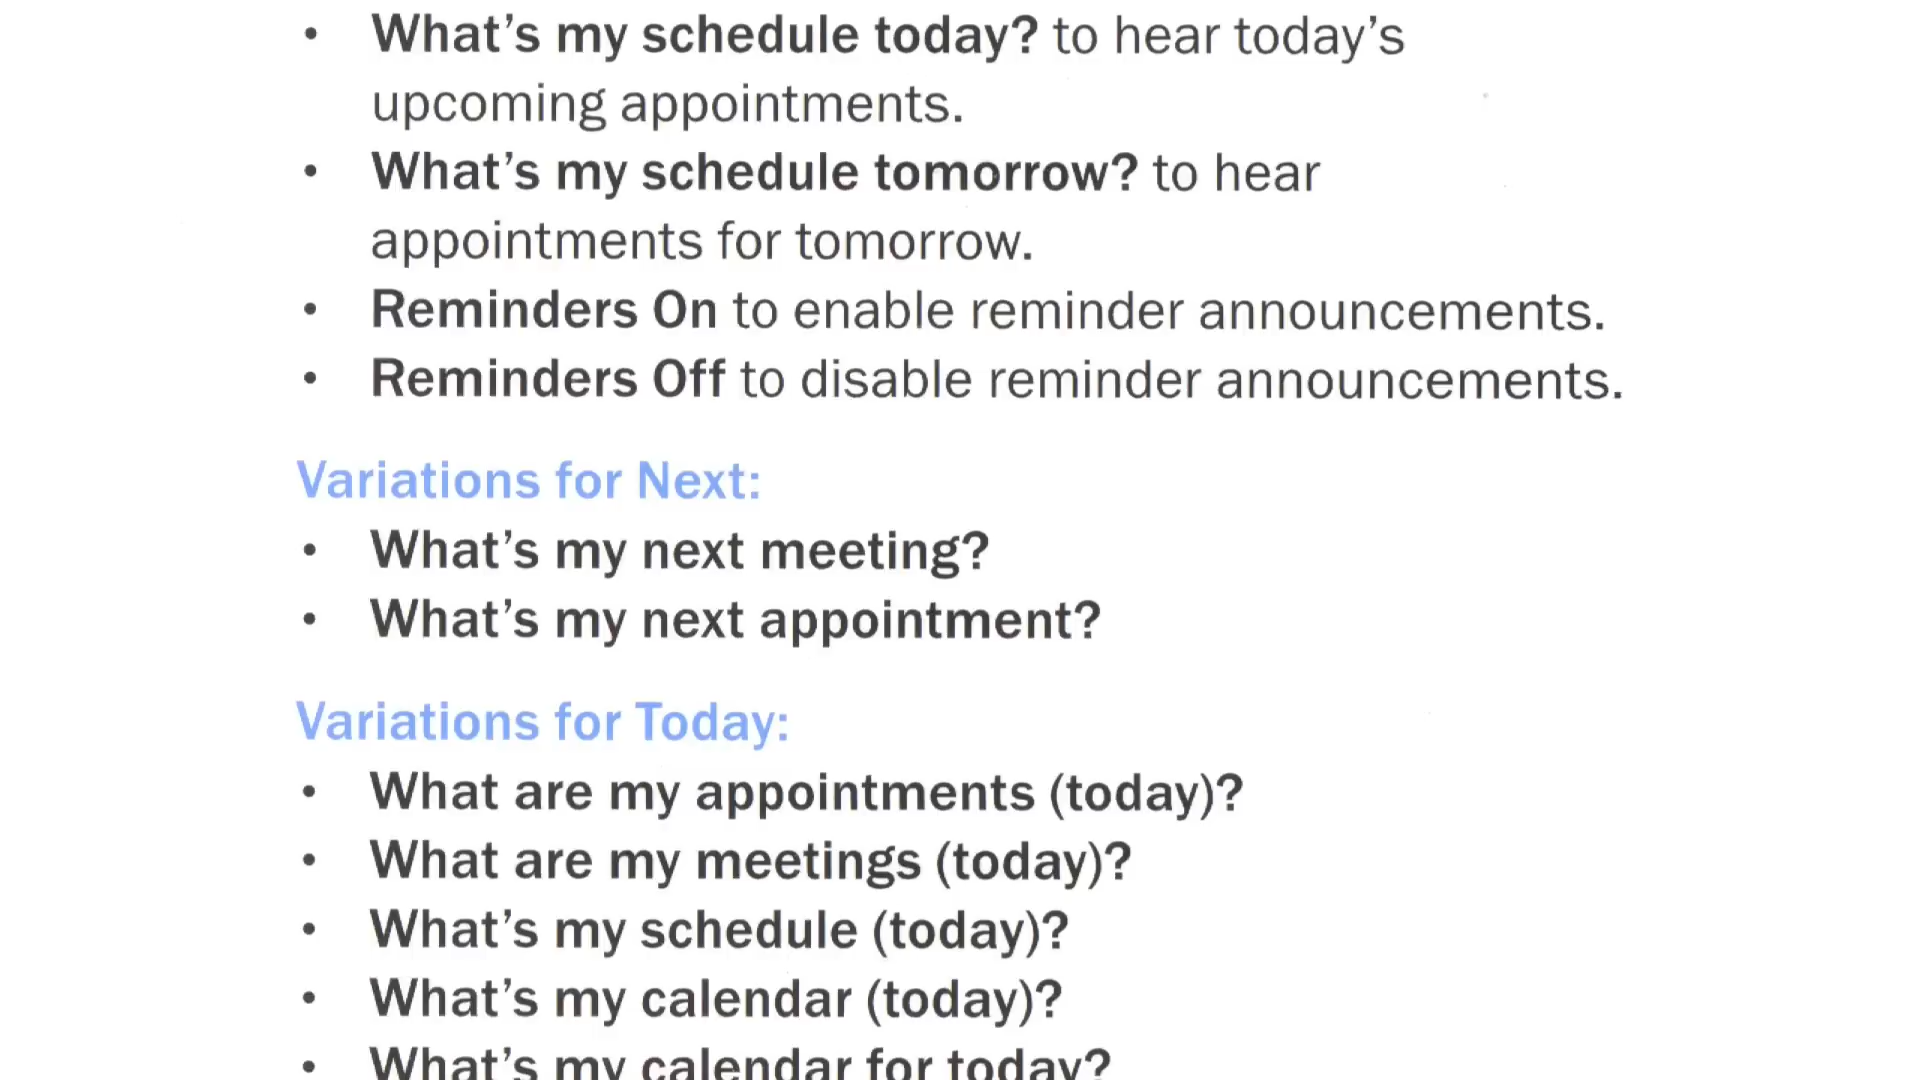 • What's my schedule today? to hear today's
upcoming appointments.
• What's my schedule tomorrow? to hear
appointments for tomorrow.
• Reminders On to enable reminder announcements.
• Reminders Off to disable reminder announcements.
Variations for Next:
• What's my next meeting?
• What's my next appointment?
Variations for Today:
• What are my appointments (today)?
• What are my meetings (today)?
• What's my schedule (today)?
• What's my calendar (today)?
• What's my calendar for today?